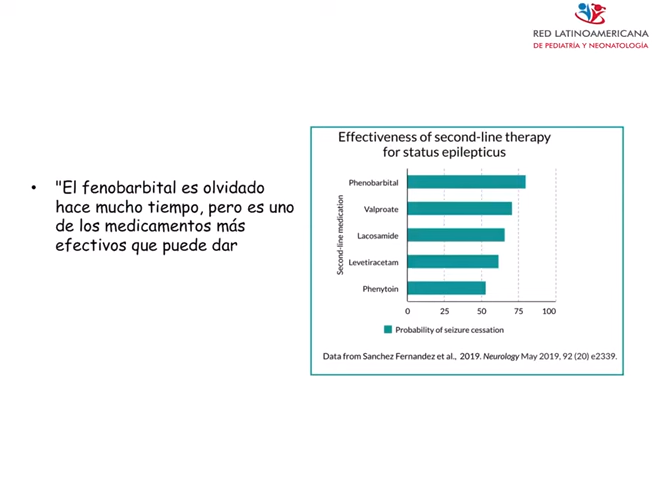 RED LATINOAMERICANA
DE PEDIATRÍA Y NEONATOLOGÍA
• "El fenobarbital es olvidado
hace mucho tiempo, pero es uno
de los medicamentos más
efectivos que puede dar
Effectiveness of second-line therapy
for status epilepticus
Second-line medication
Phenobarbital
Valproate
Lacosamide
Levetiracetam
Phenytoin
0 25 50 75 100
Probability of seizure cessation
Data from Sanchez Fernandez et al., 2019. Neurology May 2019, 92 (20) e2339.